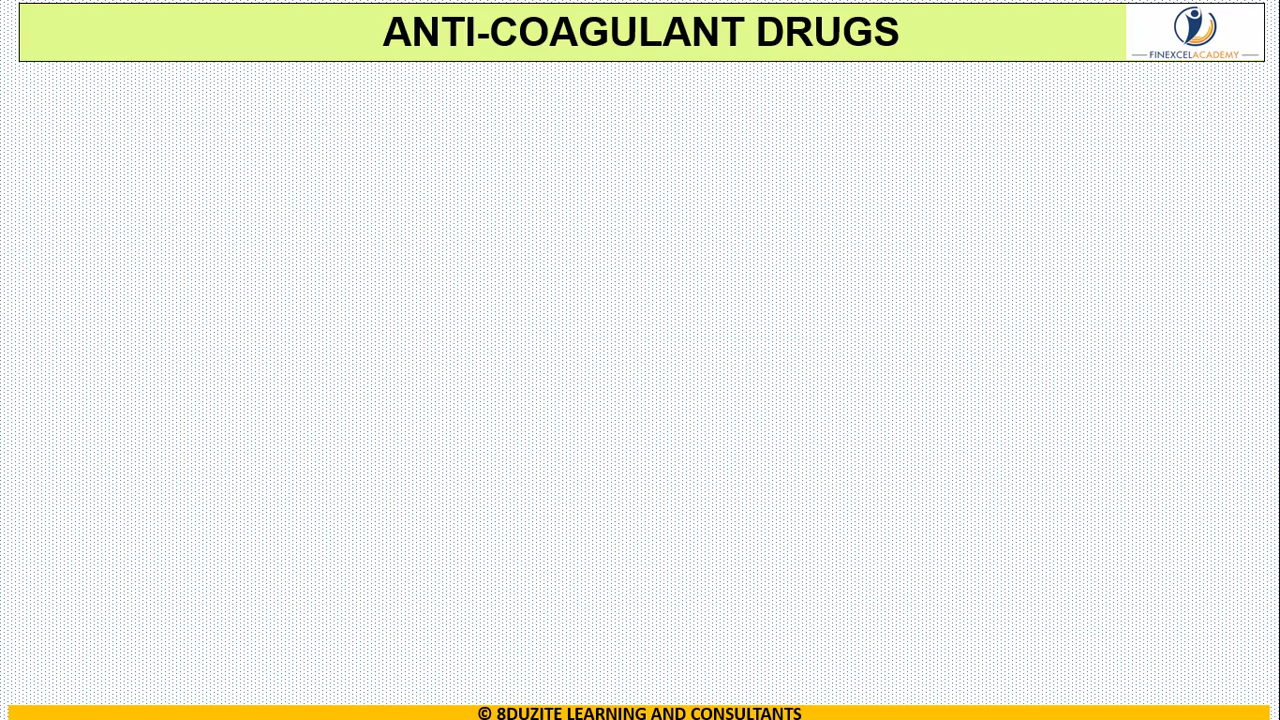 ANTI-COAGULANT DRUGS
FINEXCELACADEMY
© 8DUZITE LEARNING AND CONSULTANTS